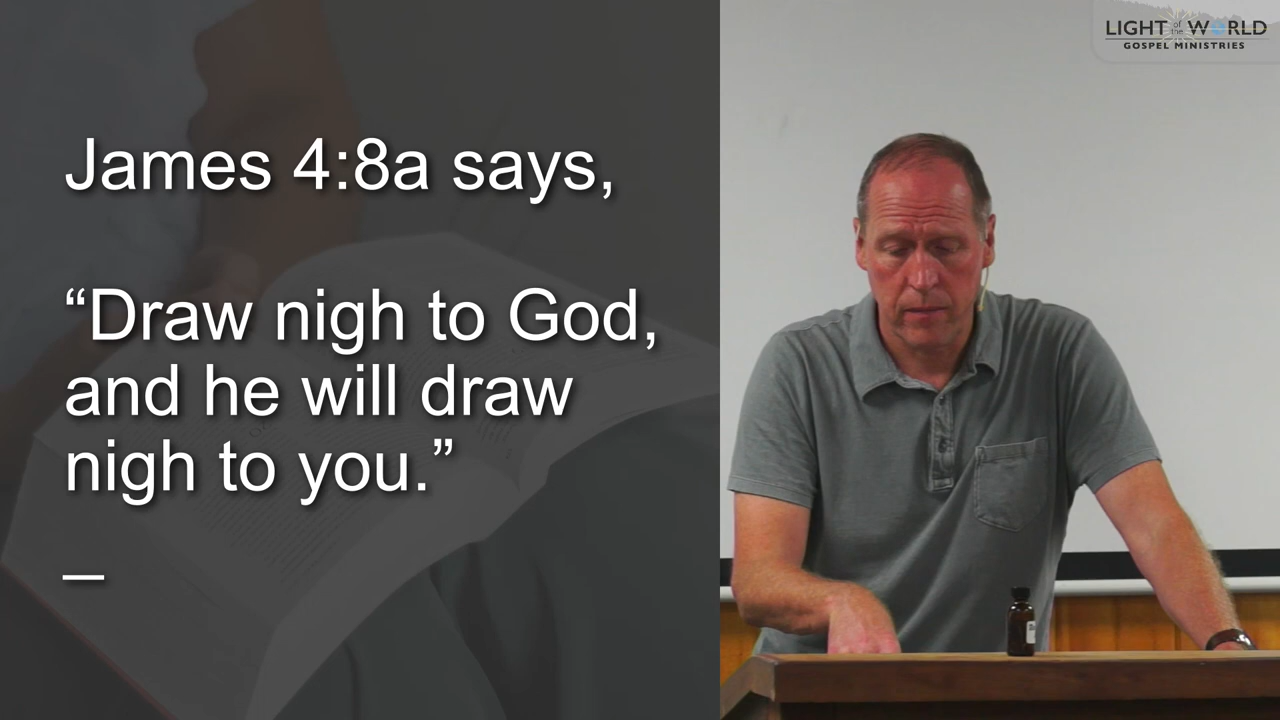 James 4:8a says,
“Draw nigh to God,
and he will draw
nigh to you.”
–
LIGHT of the WORLD
GOSPEL MINISTRIES